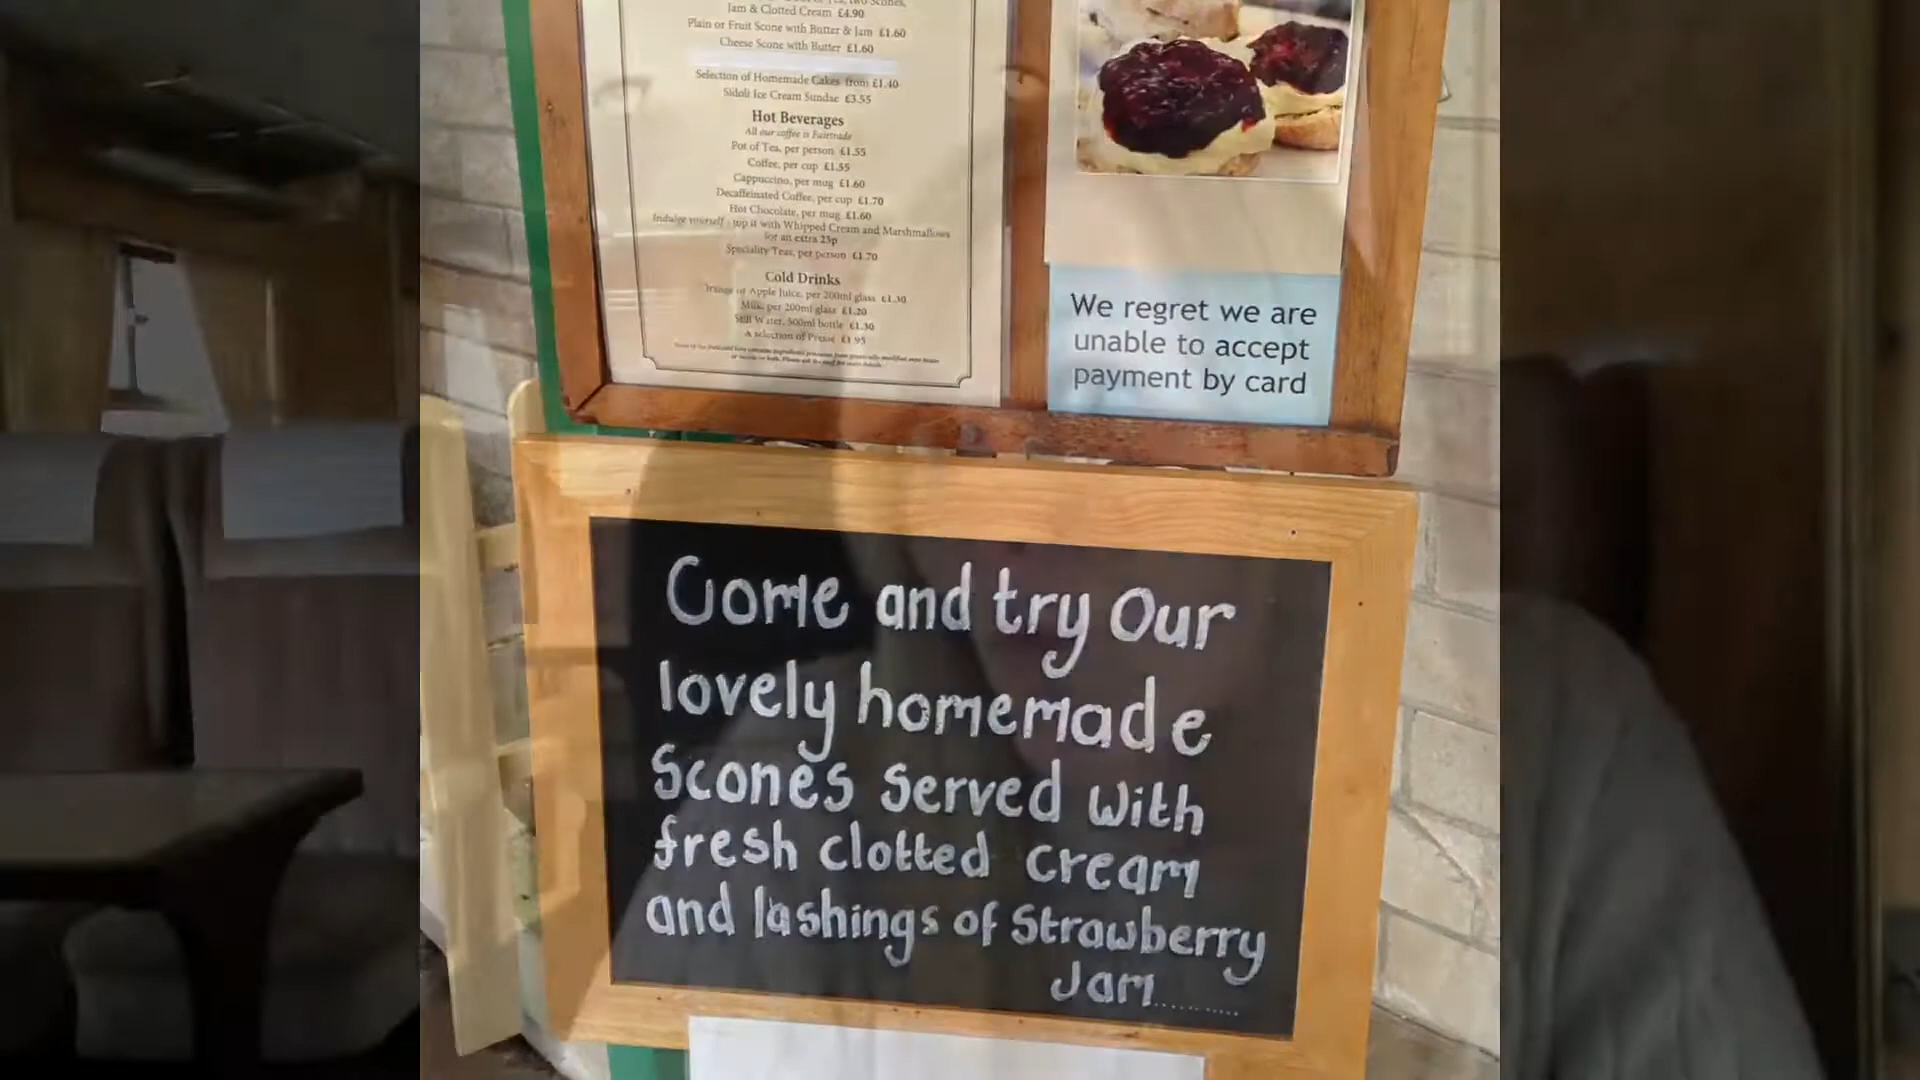 Jam & Clotted Cream £4.90
Plain or Fruit Scone with Butter & Jam £1.60
Cheese Scone with Butter £1.60
Selection of Homemade Cakes from £1.40
Sidoli Ice Cream Sundae £3.55
Hot Beverages
All our coffee is Fairtrade
Pot of Tea, per person £1.55
Coffee, per cup £1.55
Cappuccino, per mug £1.60
Decaffeinated Coffee, per cup £1.70
Hot Chocolate, per mug £1.60
Indulge yourself - top it with Whipped Cream and Marshmallows
for an extra 25p
Speciality Teas, per person £1.70
Cold Drinks
Orange or Apple Juice, per 200ml glass £1.30
Milk, per 200ml glass £1.20
Still Water, 500ml bottle £1.30
A selection of Presse £1.95
We regret we are
unable to accept
payment by card
Come and try our
lovely homemade
Scones served with
fresh clotted cream
and lashings of Strawberry
Jam.........